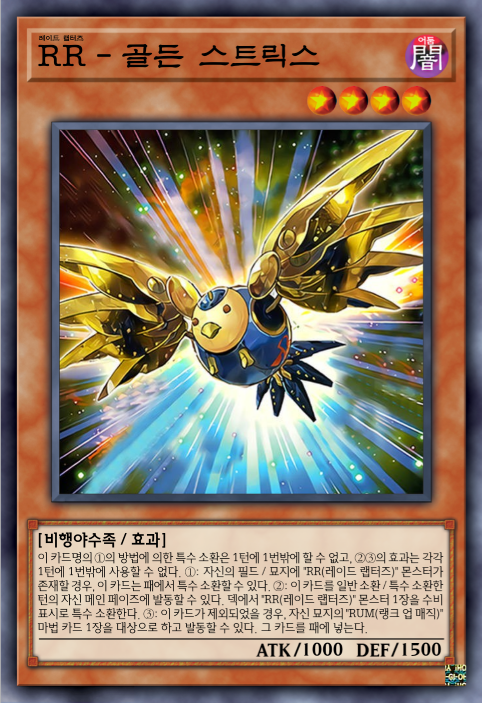 레이드 랩터즈
RR - 골든 스트릭스
어둠
闇
[비행야수족 / 효과]
이 카드명의 ①의 방법에 의한 특수 소환은 1턴에 1번밖에 할 수 없고, ②③의 효과는 각각
1턴에 1번밖에 사용할 수 없다. ①: 자신의 필드 / 묘지에 "RR(레이드 랩터즈)" 몬스터가
존재할 경우, 이 카드는 패에서 특수 소환할 수 있다. ②: 이 카드를 일반 소환 / 특수 소환한
턴의 자신 메인 페이즈에 발동할 수 있다. 덱에서 "RR(레이드 랩터즈)" 몬스터 1장을 수비
표시로 특수 소환한다. ③: 이 카드가 제외되었을 경우, 자신 묘지의 "RUM(랭크 업 매직)"
마법 카드 1장을 대상으로 하고 발동할 수 있다. 그 카드를 패에 넣는다.
ATK/1000 DEF/1500